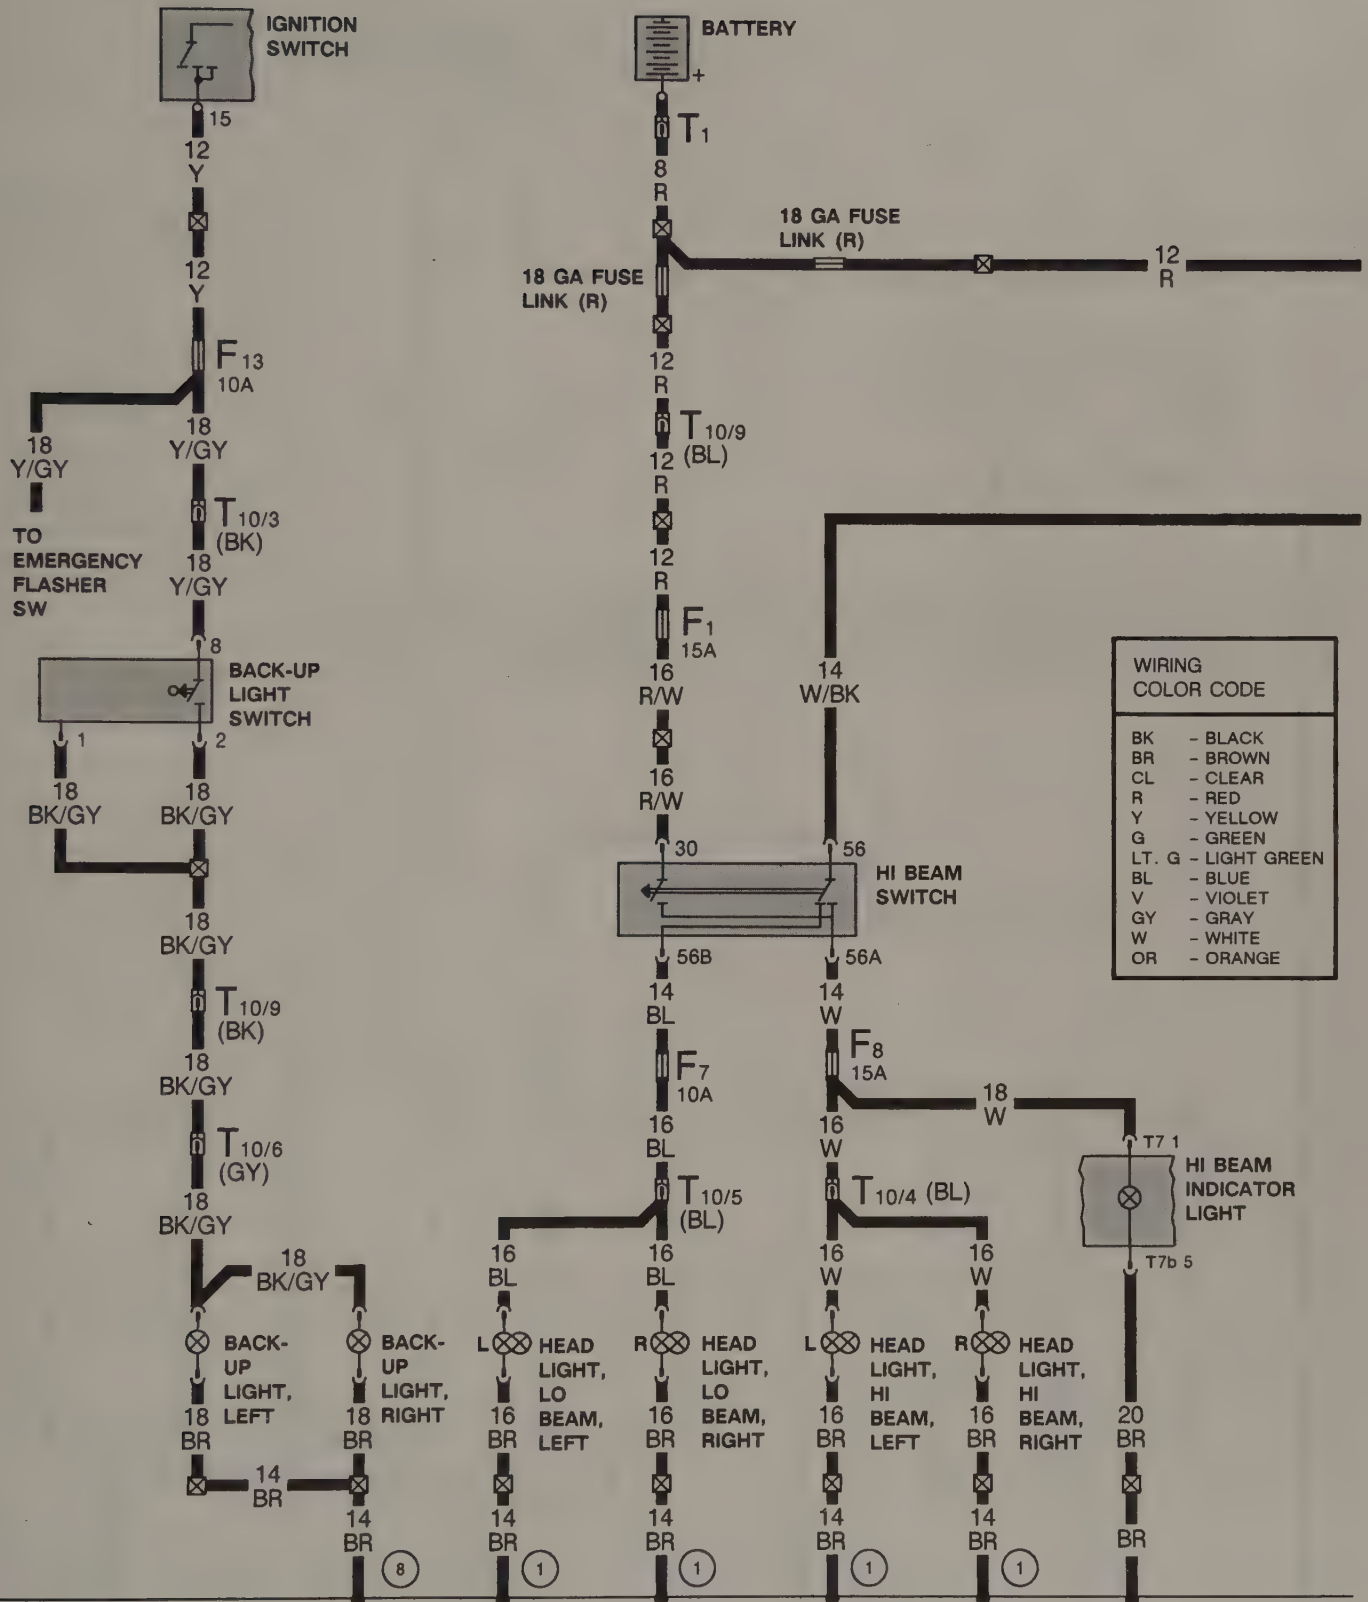 IGNITION
SWITCH
15
12
Y
12
Y
F13
10A
18
Y/GY
18
Y/GY
TO
EMERGENCY
FLASHER
SW
T10/3
(BK)
18
Y/GY
8
BACK-UP
LIGHT
SWITCH
1
2
18
BK/GY
18
BK/GY
18
BK/GY
T10/9
(BK)
18
BK/GY
T10/6
(GY)
18
BK/GY
18
BK/GY
BACK-
UP
LIGHT,
LEFT
BACK-
UP
LIGHT,
RIGHT
18
BR
18
BR
14
BR
14
BR
8
BATTERY
+
T1
8
R
18 GA FUSE
LINK (R)
12
R
18 GA FUSE
LINK (R)
12
R
T10/9
(BL)
12
R
12
R
F1
15A
16
R/W
16
R/W
14
W/BK
30
56
HI BEAM
SWITCH
56B
56A
14
BL
14
W
F7
10A
F8
15A
18
W
16
BL
16
W
T10/5
(BL)
T10/4 (BL)
T7 1
HI BEAM
INDICATOR
LIGHT
T7b 5
16
BL
16
BL
16
W
16
W
L
HEAD
LIGHT,
LO
BEAM,
LEFT
R
HEAD
LIGHT,
LO
BEAM,
RIGHT
L
HEAD
LIGHT,
HI
BEAM,
LEFT
R
HEAD
LIGHT,
HI
BEAM,
RIGHT
16
BR
16
BR
16
BR
16
BR
20
BR
14
BR
14
BR
14
BR
14
BR
BR
1
1
1
1
WIRING
COLOR CODE
BK - BLACK
BR - BROWN
CL - CLEAR
R - RED
Y - YELLOW
G - GREEN
LT. G - LIGHT GREEN
BL - BLUE
V - VIOLET
GY - GRAY
W - WHITE
OR - ORANGE